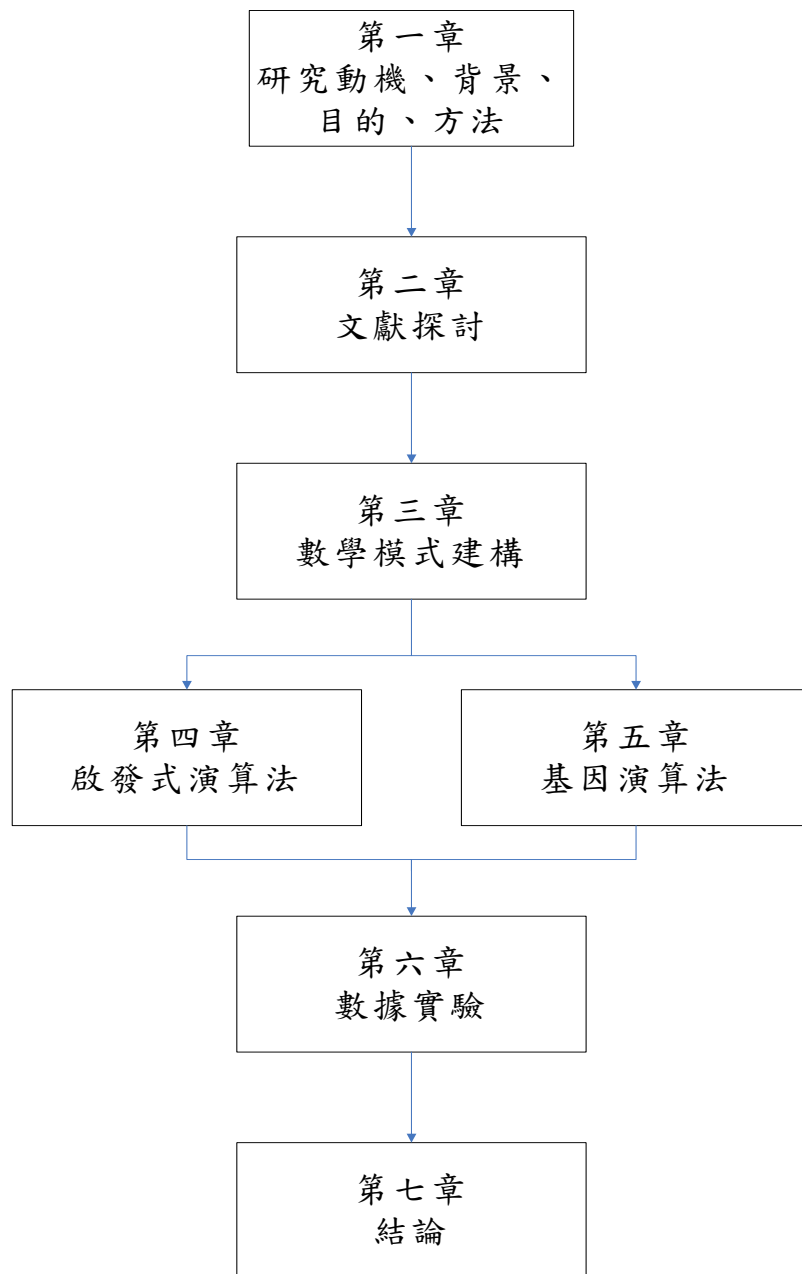 第一章
研究動機、背景、
目的、方法
第二章
文獻探討
第三章
數學模式建構
第四章
啟發式演算法
第五章
基因演算法
第六章
數據實驗
第七章
結論